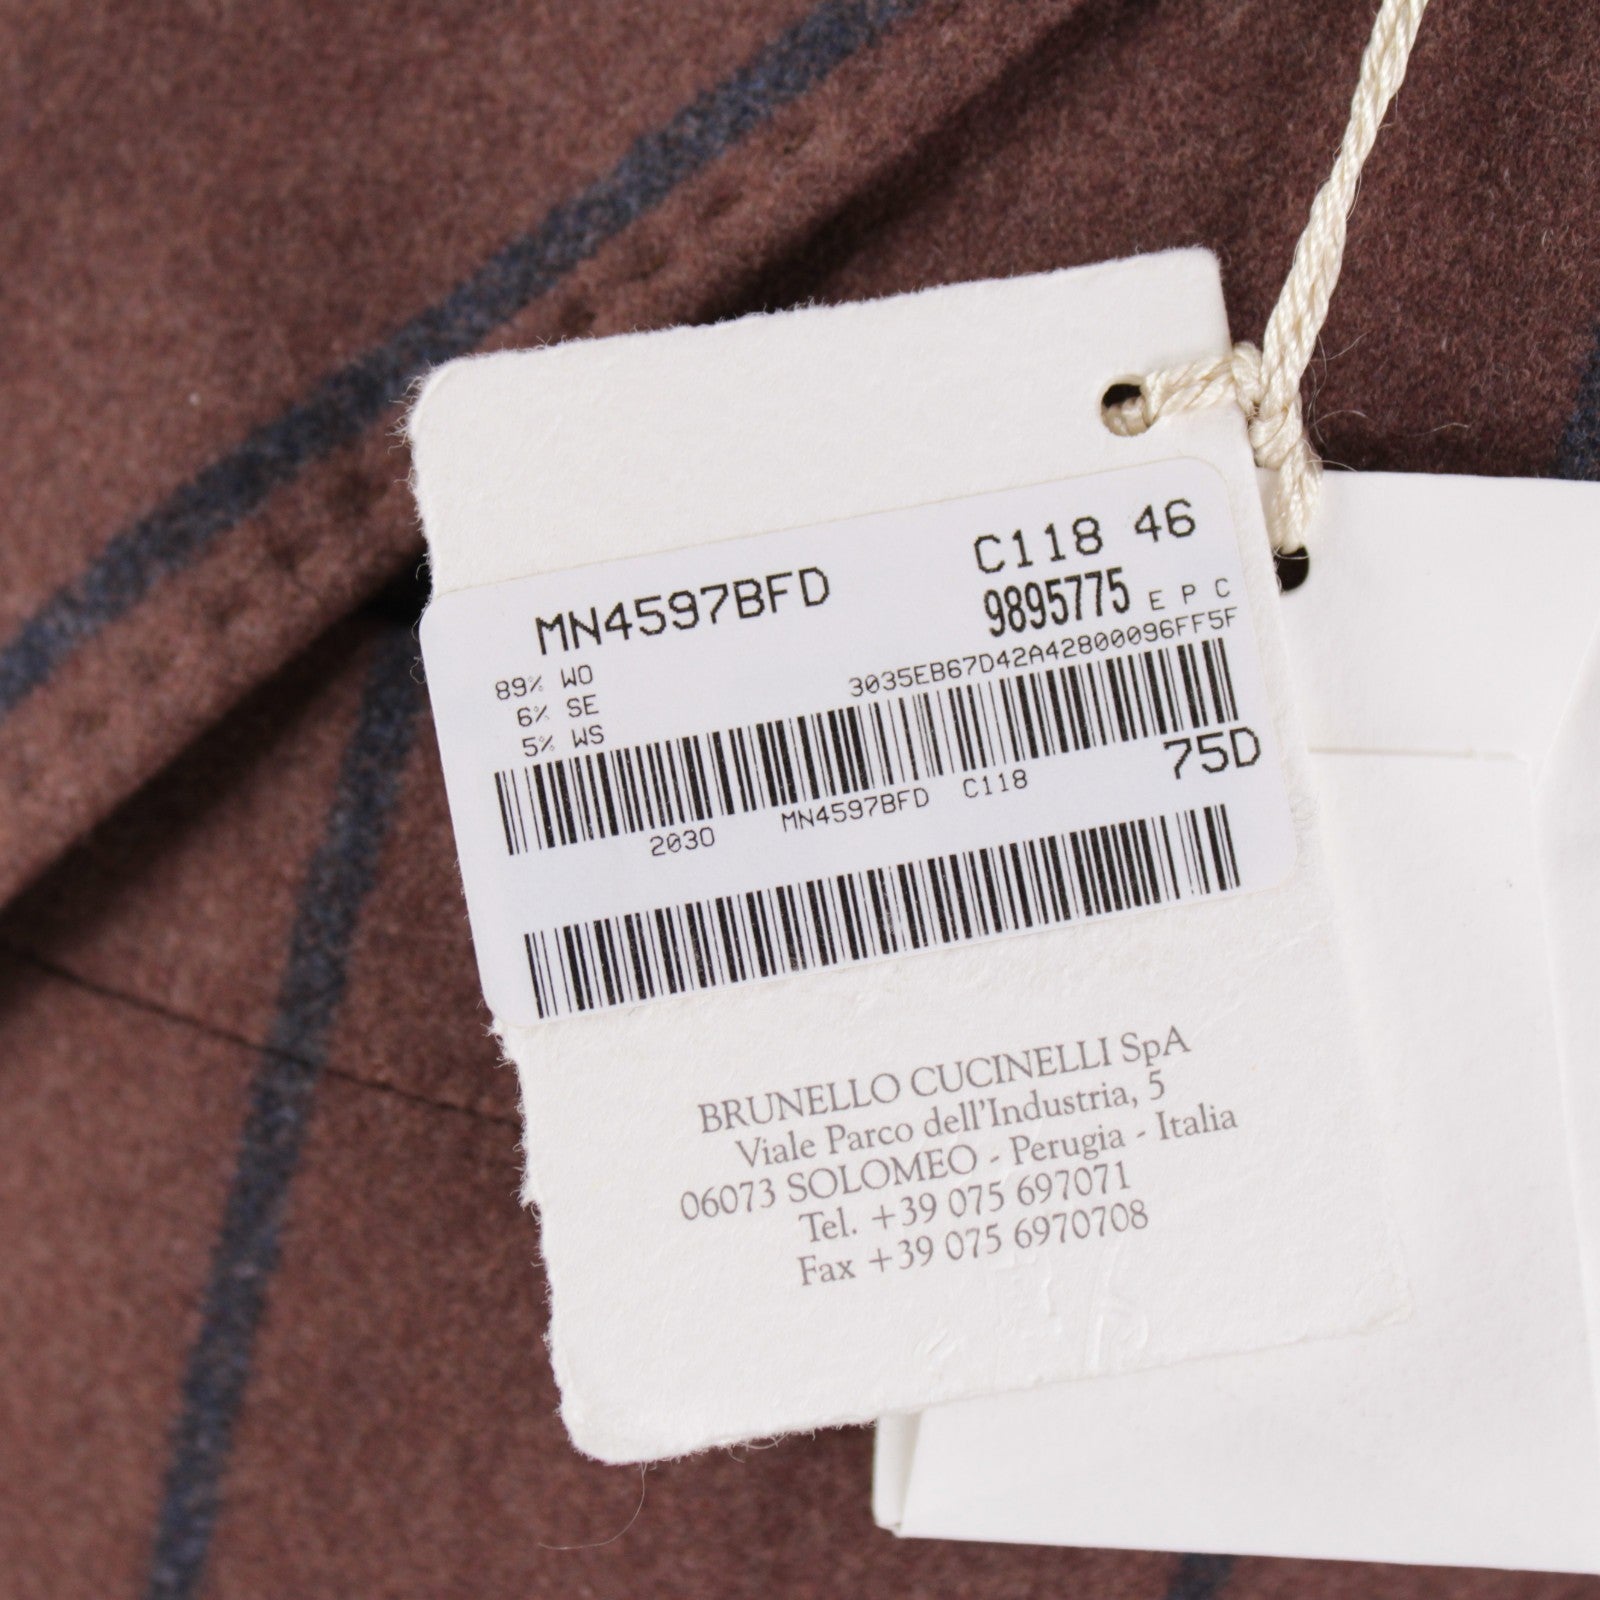 MN4597BFD C118 46
9895775 E P C
89% WO 3035EB67D42A42800096FF5F
6% SE
5% WS
75D
2030 MN4597BFD C118
BRUNELLO CUCINELLI SpA
Viale Parco dell'Industria, 5
06073 SOLOMEO - Perugia - Italia
Tel. +39 075 697071
Fax +39 075 6970708